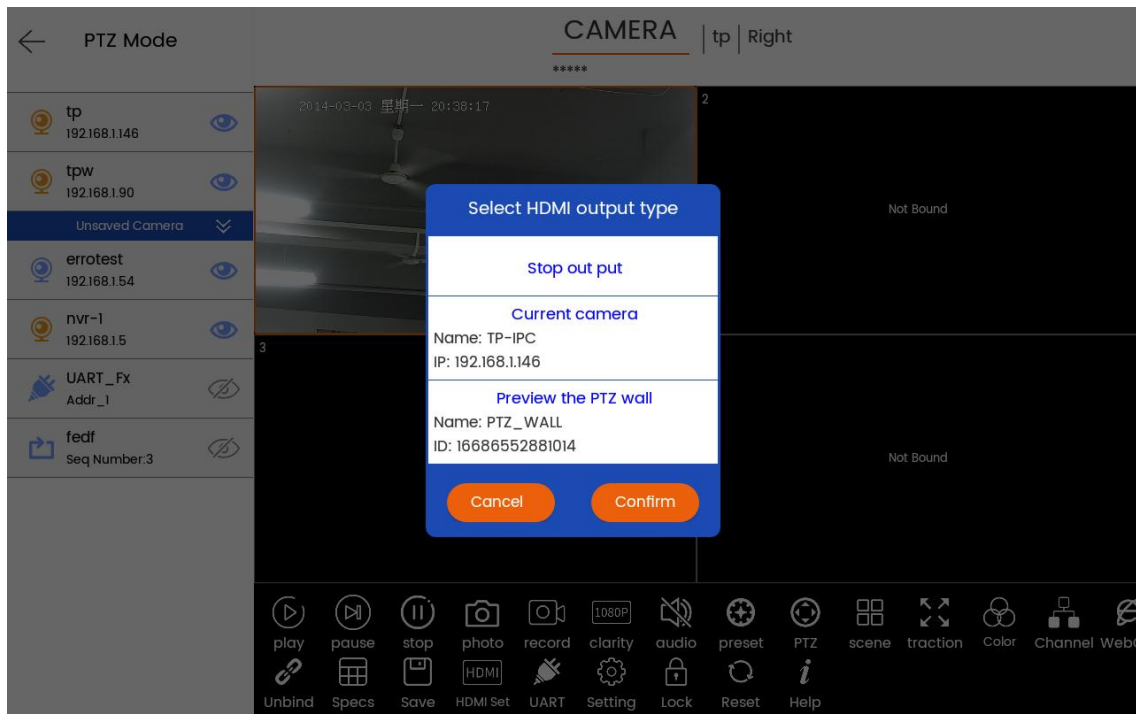 PTZ Mode
CAMERA
tp
Right
*****
tp
192.168.1.146
tpw
192.168.1.90
Unsaved Camera
errotest
192.168.1.54
nvr-1
192.168.1.5
UART_Fx
Addr_1
fedf
Seq Number:3
2014-03-03 星期一 20:38:17
2
Not Bound
3
Not Bound
Select HDMI output type
Stop out put
Current camera
Name: TP-IPC
IP: 192.168.1.146
Preview the PTZ wall
Name: PTZ_WALL
ID: 16686552881014
Cancel
Confirm
1080P
play pause stop photo record clarity audio preset PTZ scene traction Color Channel
HDMI
Unbind Specs Save HDMI Set UART Setting Lock Reset Help